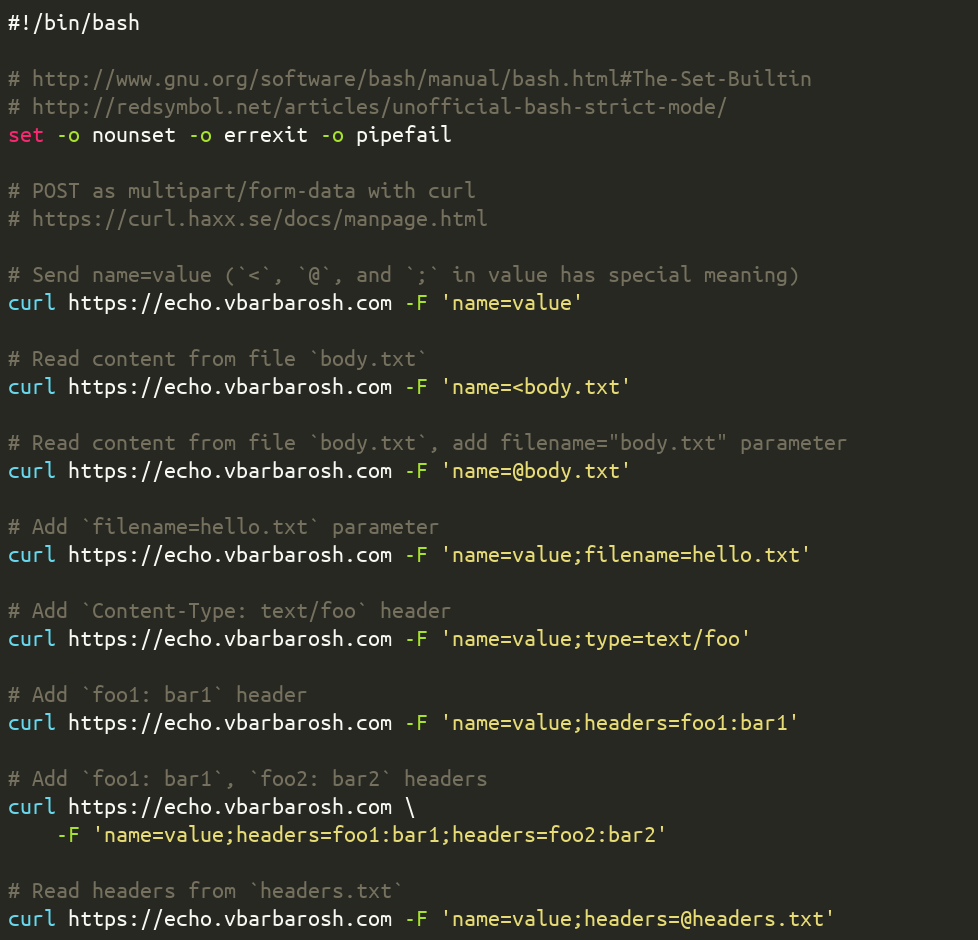 #!/bin/bash

# http://www.gnu.org/software/bash/manual/bash.html#The-Set-Builtin
# http://redsymbol.net/articles/unofficial-bash-strict-mode/
set -o nounset -o errexit -o pipefail

# POST as multipart/form-data with curl
# https://curl.haxx.se/docs/manpage.html

# Send name=value (`<`, `@`, and `;` in value has special meaning)
curl https://echo.vbarbarosh.com -F 'name=value'

# Read content from file `body.txt`
curl https://echo.vbarbarosh.com -F 'name=<body.txt'

# Read content from file `body.txt`, add filename="body.txt" parameter
curl https://echo.vbarbarosh.com -F 'name=@body.txt'

# Add `filename=hello.txt` parameter
curl https://echo.vbarbarosh.com -F 'name=value;filename=hello.txt'

# Add `Content-Type: text/foo` header
curl https://echo.vbarbarosh.com -F 'name=value;type=text/foo'

# Add `foo1: bar1` header
curl https://echo.vbarbarosh.com -F 'name=value;headers=foo1:bar1'

# Add `foo1: bar1`, `foo2: bar2` headers
curl https://echo.vbarbarosh.com \
    -F 'name=value;headers=foo1:bar1;headers=foo2:bar2'

# Read headers from `headers.txt`
curl https://echo.vbarbarosh.com -F 'name=value;headers=@headers.txt'